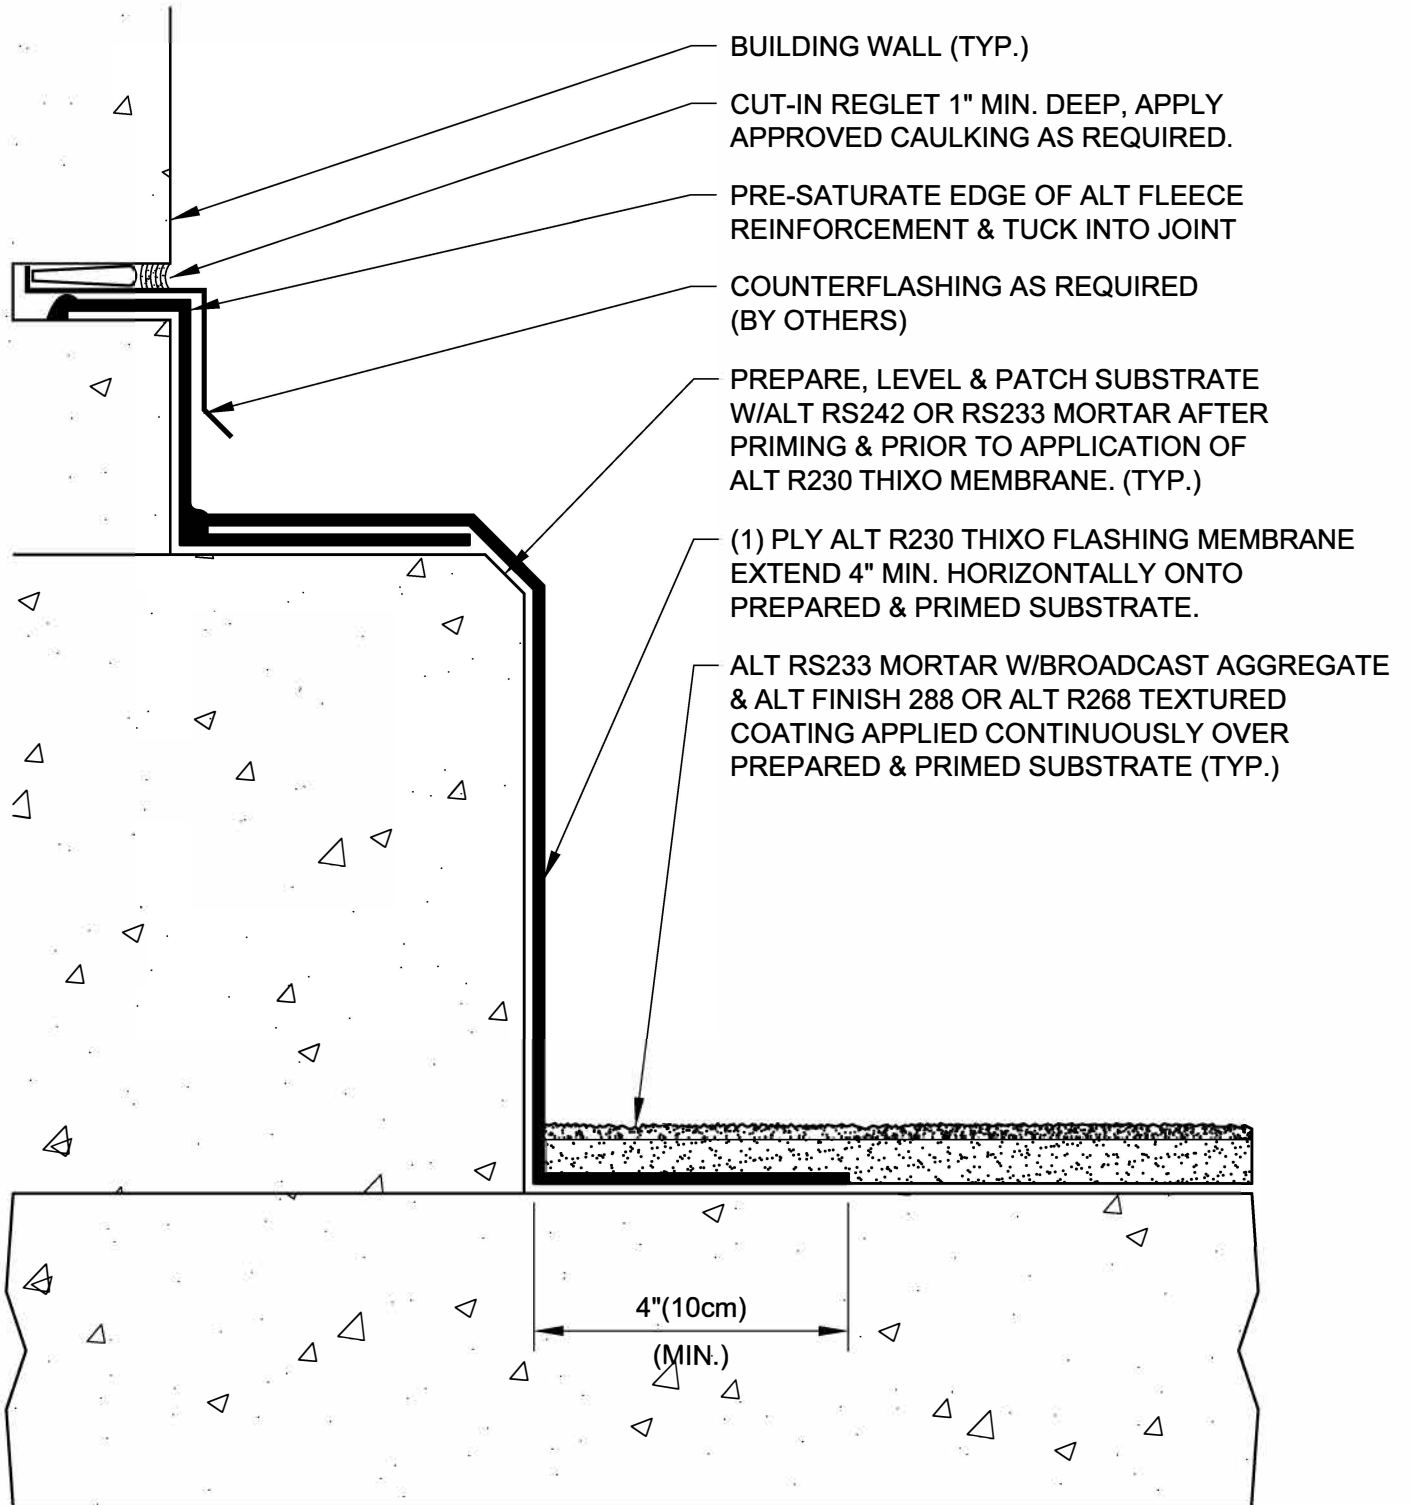 BUILDING WALL (TYP.)
CUT-IN REGLET 1" MIN. DEEP, APPLY
APPROVED CAULKING AS REQUIRED.
PRE-SATURATE EDGE OF ALT FLEECE
REINFORCEMENT & TUCK INTO JOINT
COUNTERFLASHING AS REQUIRED
(BY OTHERS)
PREPARE, LEVEL & PATCH SUBSTRATE
W/ALT RS242 OR RS233 MORTAR AFTER
PRIMING & PRIOR TO APPLICATION OF
ALT R230 THIXO MEMBRANE. (TYP.)
(1) PLY ALT R230 THIXO FLASHING MEMBRANE
EXTEND 4" MIN. HORIZONTALLY ONTO
PREPARED & PRIMED SUBSTRATE.
ALT RS233 MORTAR W/BROADCAST AGGREGATE
& ALT FINISH 288 OR ALT R268 TEXTURED
COATING APPLIED CONTINUOUSLY OVER
PREPARED & PRIMED SUBSTRATE (TYP.)
4"(10cm)
(MIN.)